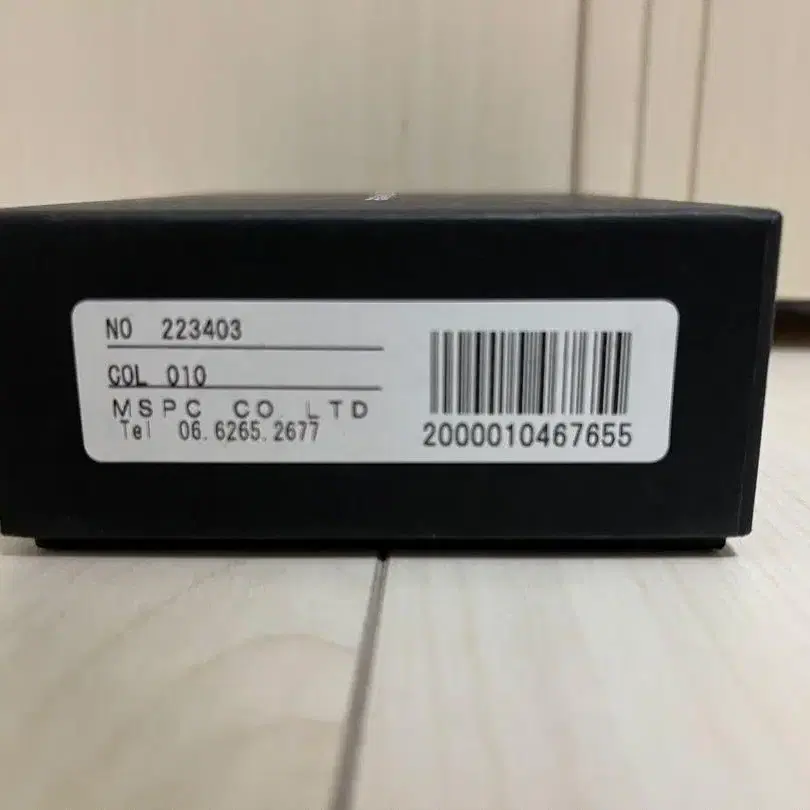 NO 223403
COL 010
MSPC CO. LTD
Tel 06.6265.2677
2000010467655